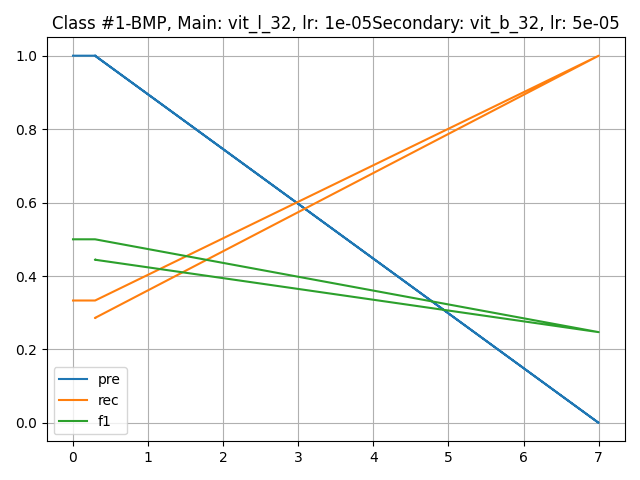 Class #1-BMP, Main: vit_l_32, lr: 1e-05Secondary: vit_b_32, lr: 5e-05
1.0
0.8
0.6
0.4
0.2
0.0
pre
rec
f1
0 1 2 3 4 5 6 7